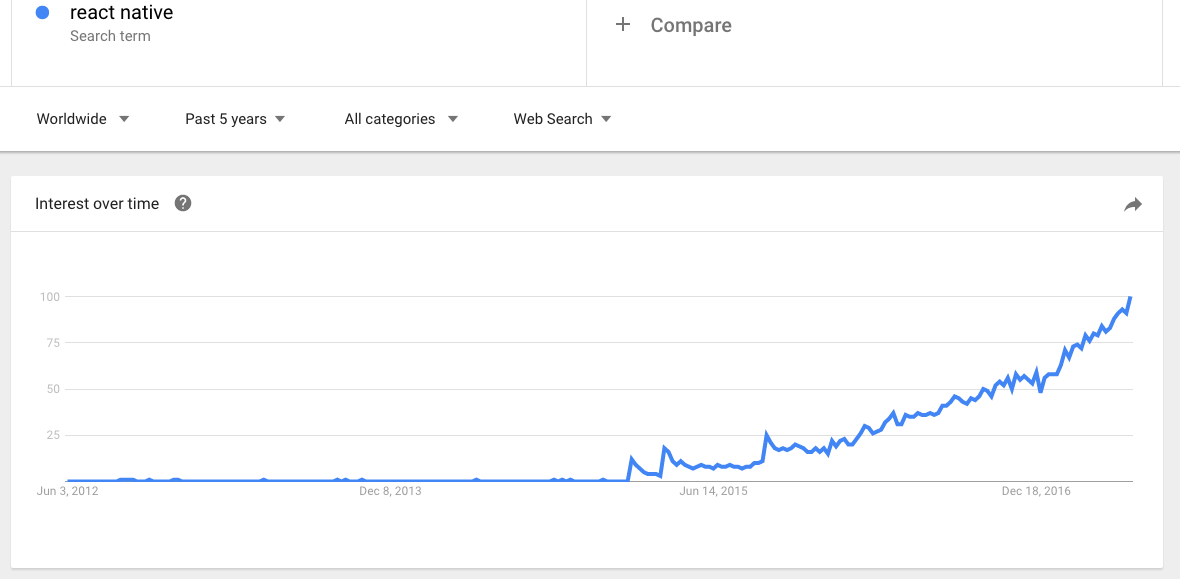 react native
Search term
+ Compare
Worldwide Past 5 years All categories Web Search
Interest over time ?
100
75
50
25
Jun 3, 2012 Dec 8, 2013 Jun 14, 2015 Dec 18, 2016